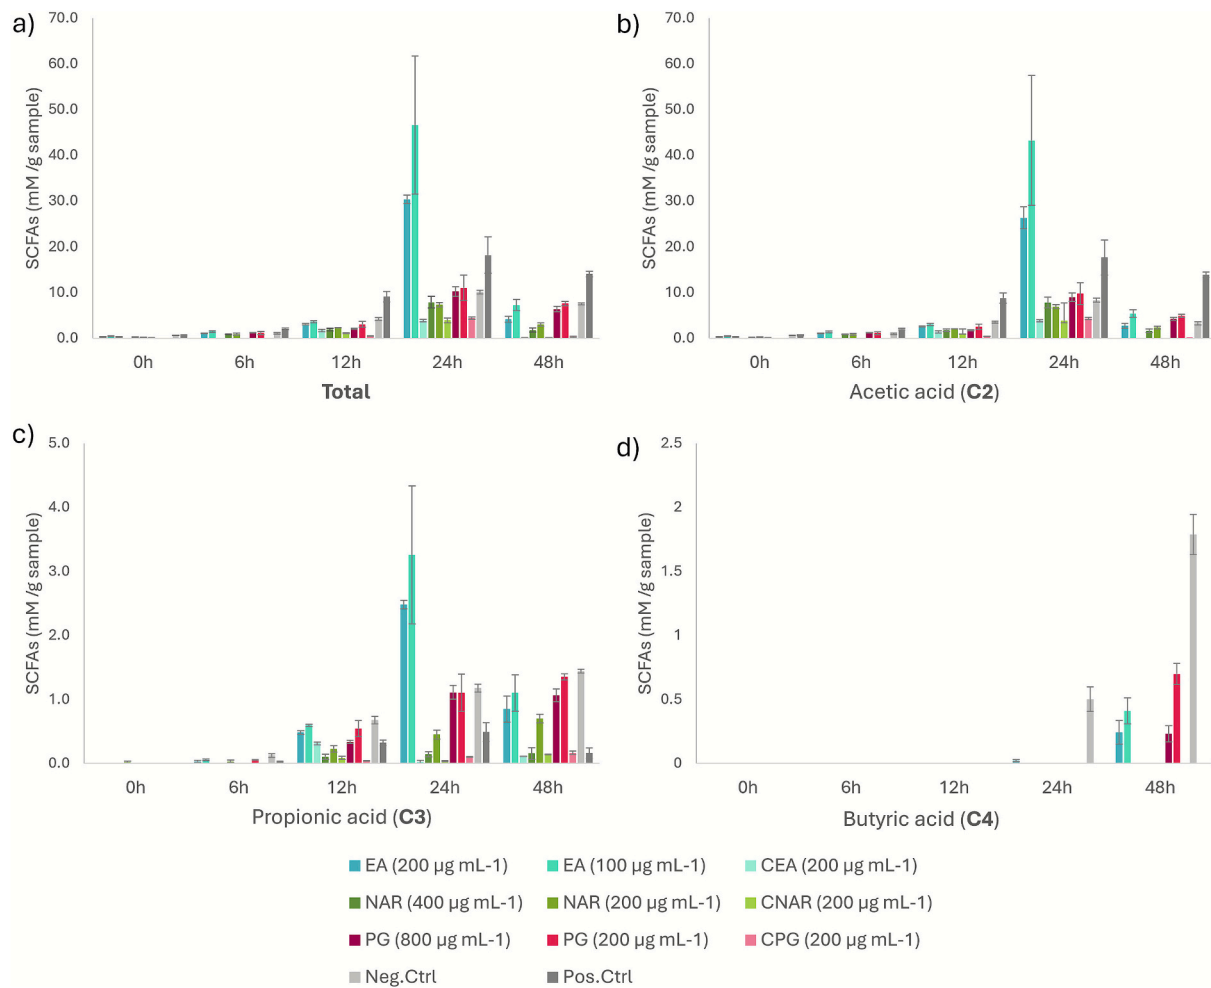 a)
70.0
60.0
50.0
40.0
30.0
20.0
10.0
0.0
SCFAs (mM /g sample)
0h 6h 12h 24h 48h
Total
b)
70.0
60.0
50.0
40.0
30.0
20.0
10.0
0.0
SCFAs (mM /g sample)
0h 6h 12h 24h 48h
Acetic acid (C2)
c)
5.0
4.0
3.0
2.0
1.0
0.0
SCFAs (mM /g sample)
0h 6h 12h 24h 48h
Propionic acid (C3)
d)
2.5
2
1.5
1
0.5
0
SCFAs (mM /g sample)
0h 6h 12h 24h 48h
Butyric acid (C4)
EA (200 µg mL-1) EA (100 µg mL-1) CEA (200 µg mL-1)
NAR (400 µg mL-1) NAR (200 µg mL-1) CNAR (200 µg mL-1)
PG (800 µg mL-1) PG (200 µg mL-1) CPG (200 µg mL-1)
Neg.Ctrl Pos.Ctrl